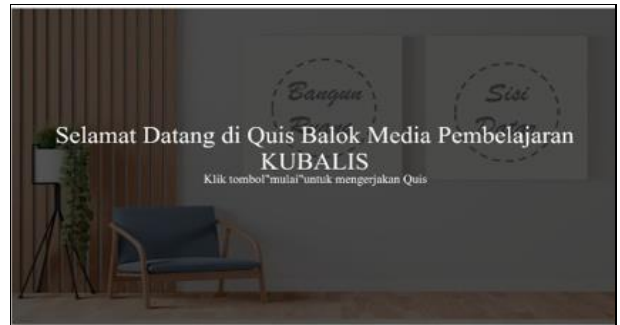 Bangun
Sisi
Selamat Datang di Quis Balok Media Pembelajaran
KUBALIS
Klik tombol"mulai"untuk mengerjakan Quis